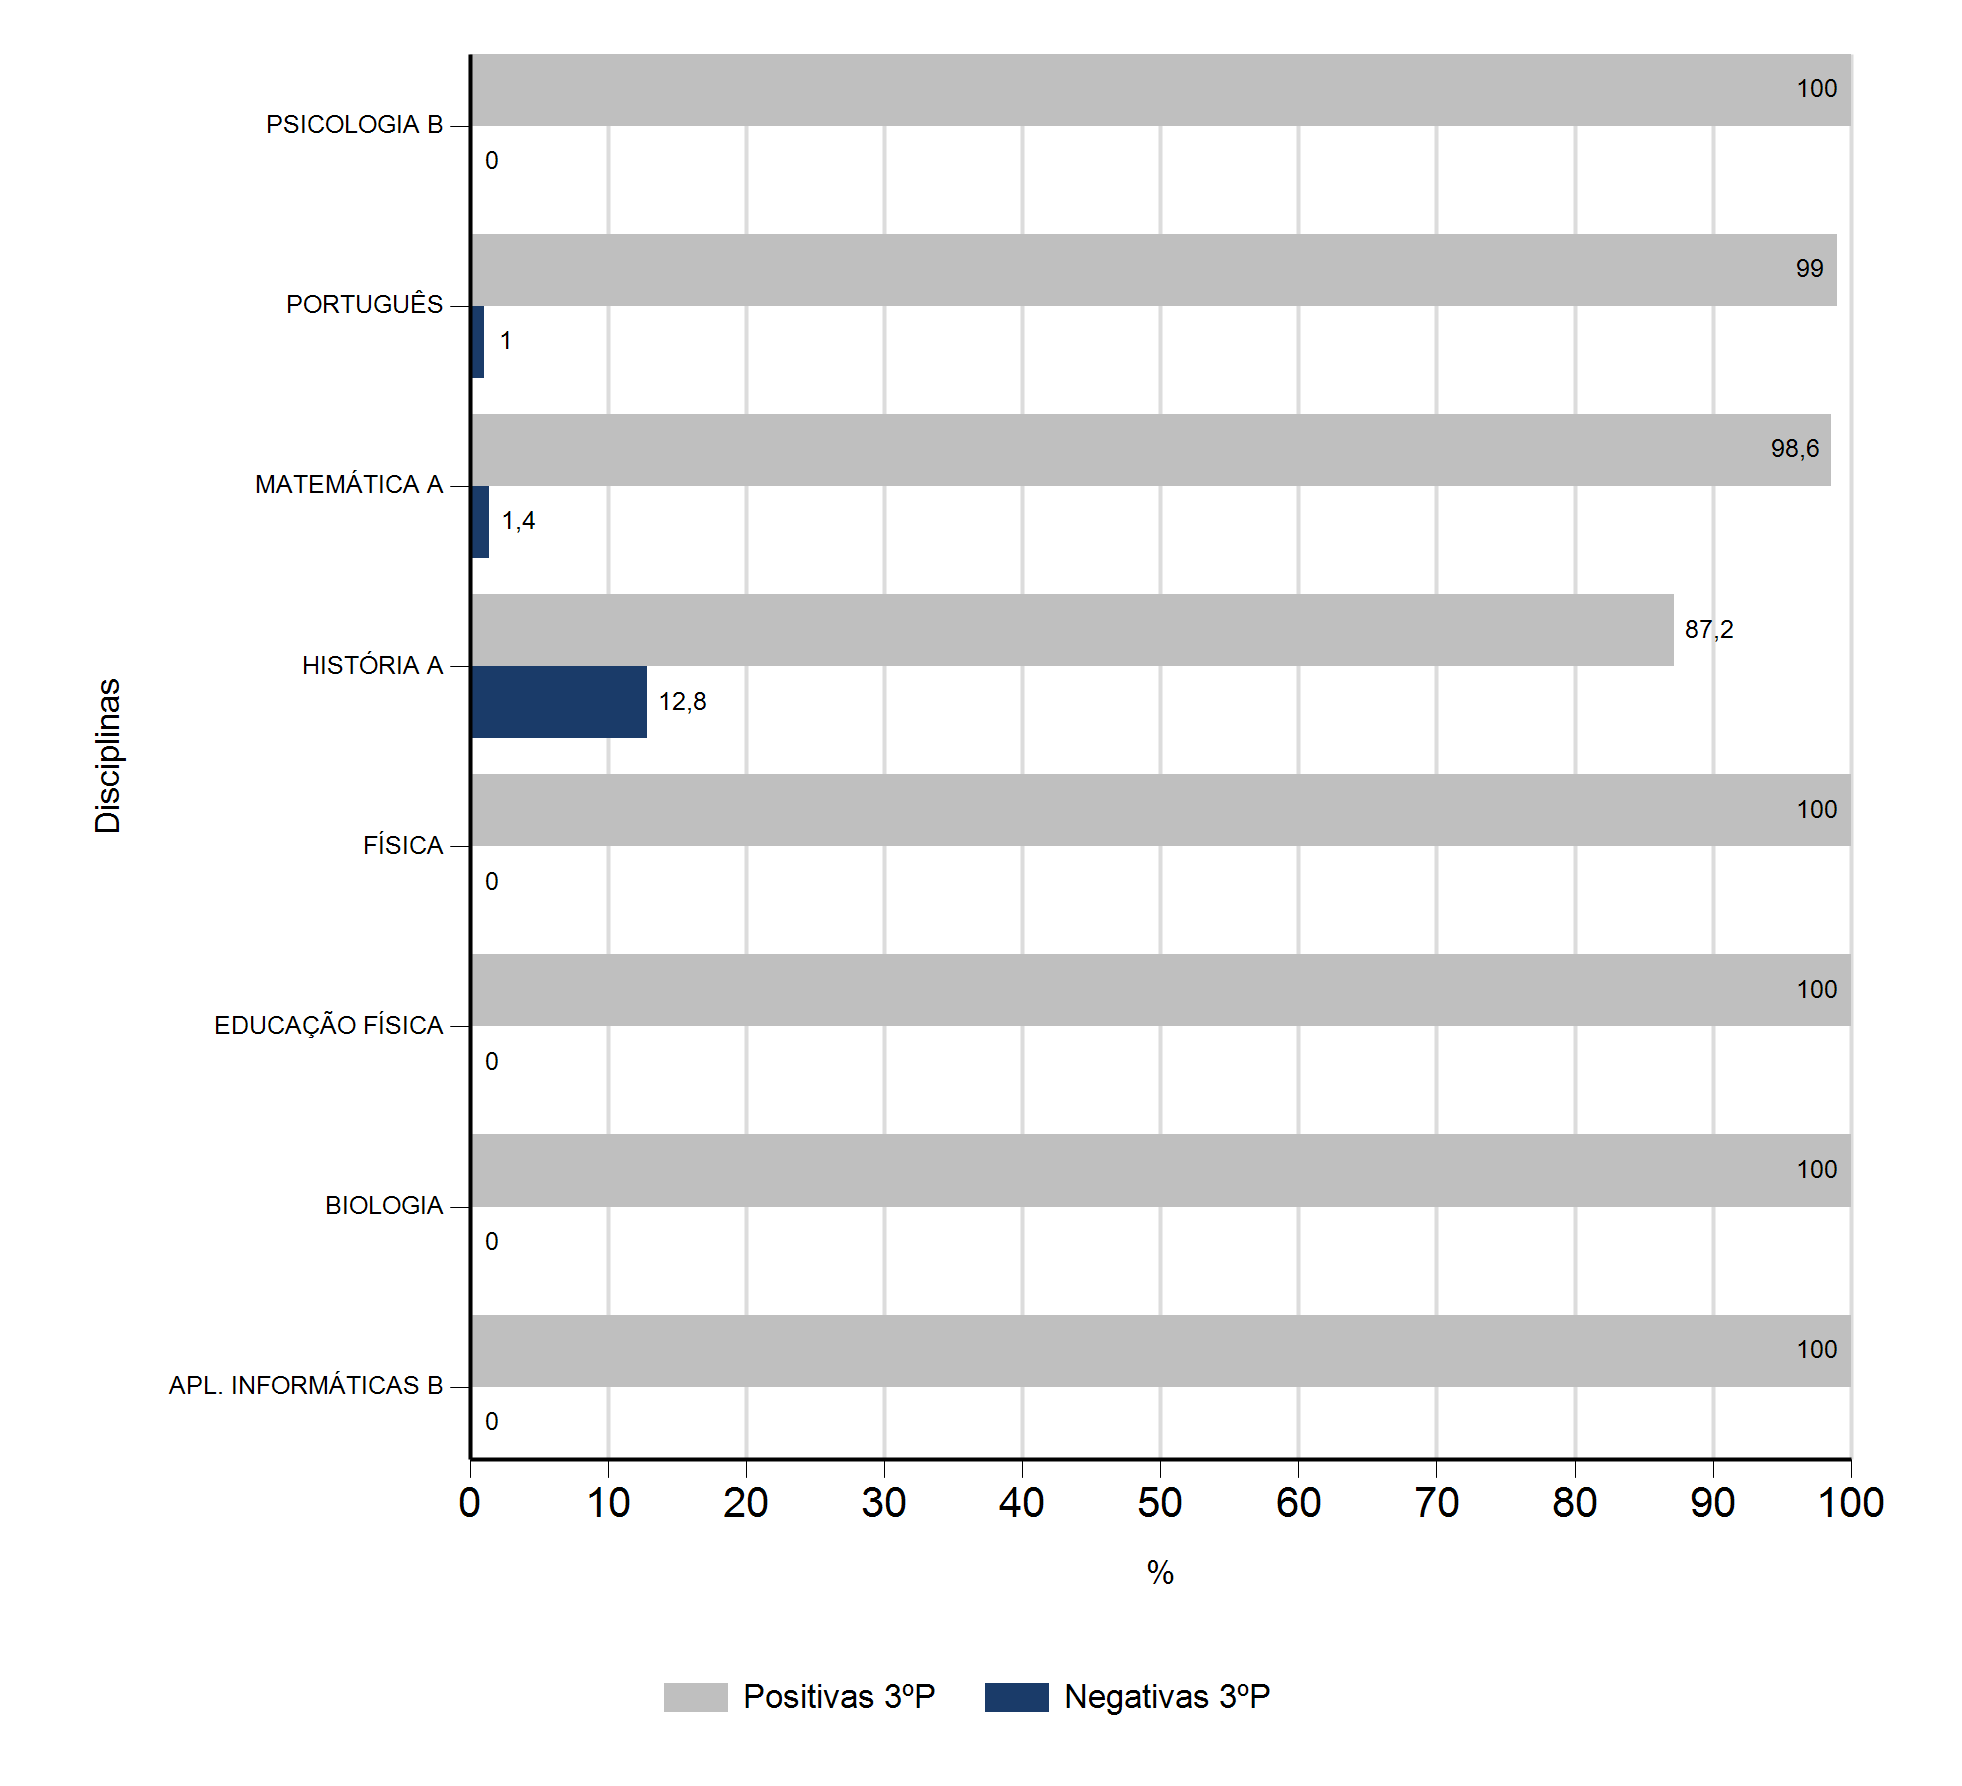 100
PSICOLOGIA B
0
99
PORTUGUÊS
1
98,6
MATEMÁTICA A
1,4
87,2
HISTÓRIA A
12,8
Disciplinas
100
FÍSICA
0
100
EDUCAÇÃO FÍSICA
0
100
BIOLOGIA
0
100
APL. INFORMÁTICAS B
0
0 10 20 30 40 50 60 70 80 90 100
%
Positivas 3ºP Negativas 3ºP